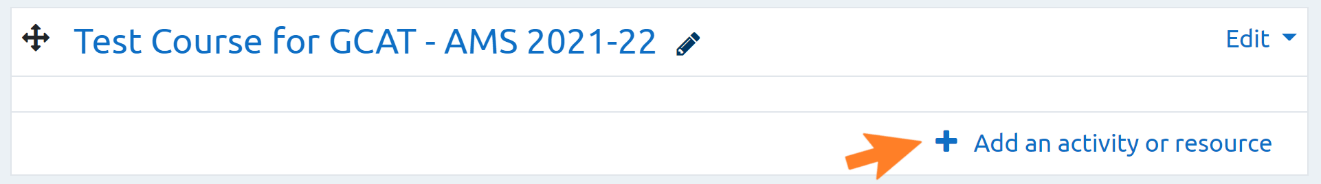 Test Course for GCAT - AMS 2021-22
Edit
Add an activity or resource